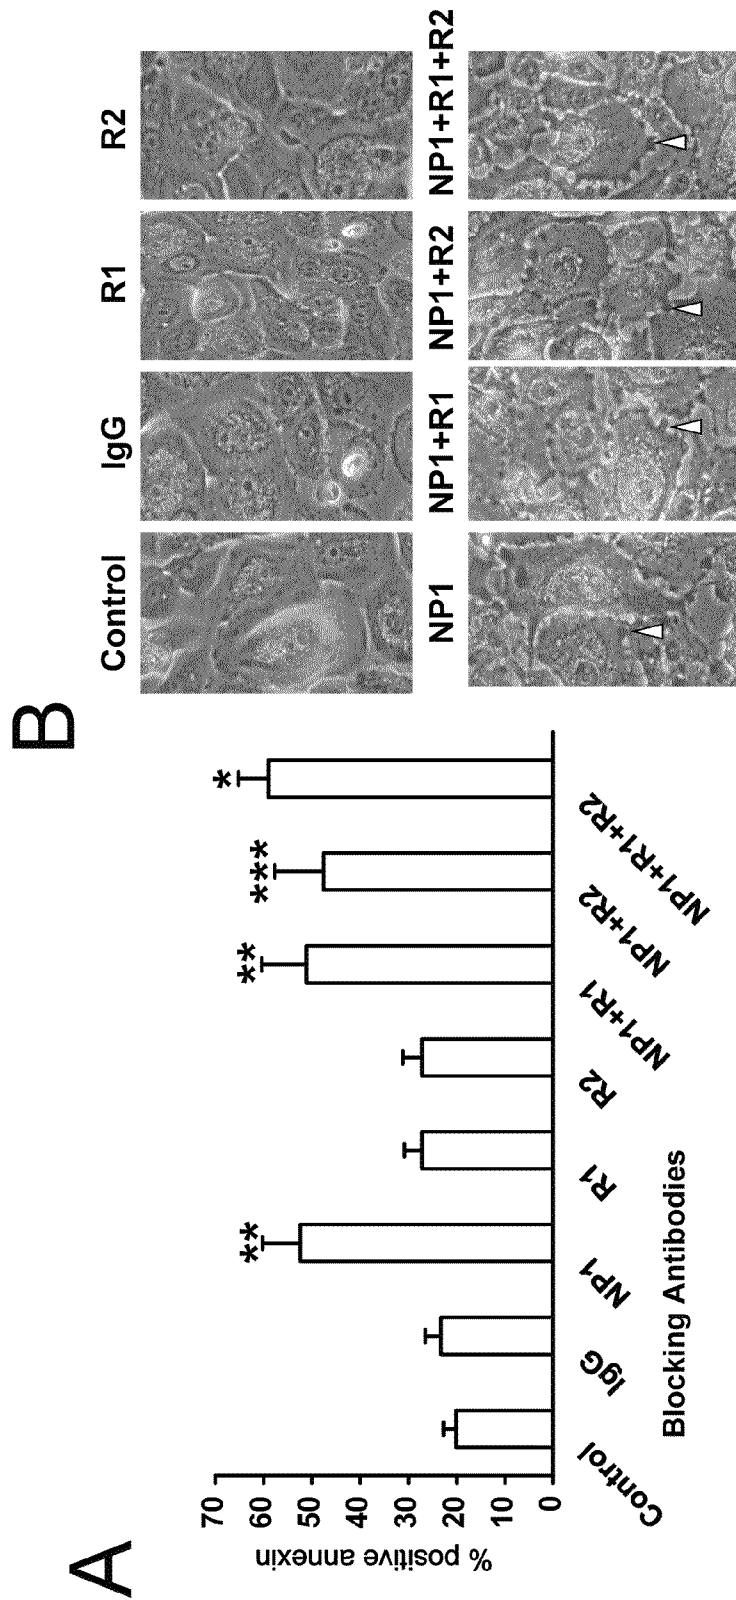 A
% positive annexin
70
60
50
40
30
20
10
0
**
**
***
*
Control
IgG
NP1
R1
R2
NP1+R1
NP1+R2
NP1+R1+R2
Blocking Antibodies
B
Control
IgG
R1
R2
NP1
NP1+R1
NP1+R2
NP1+R1+R2